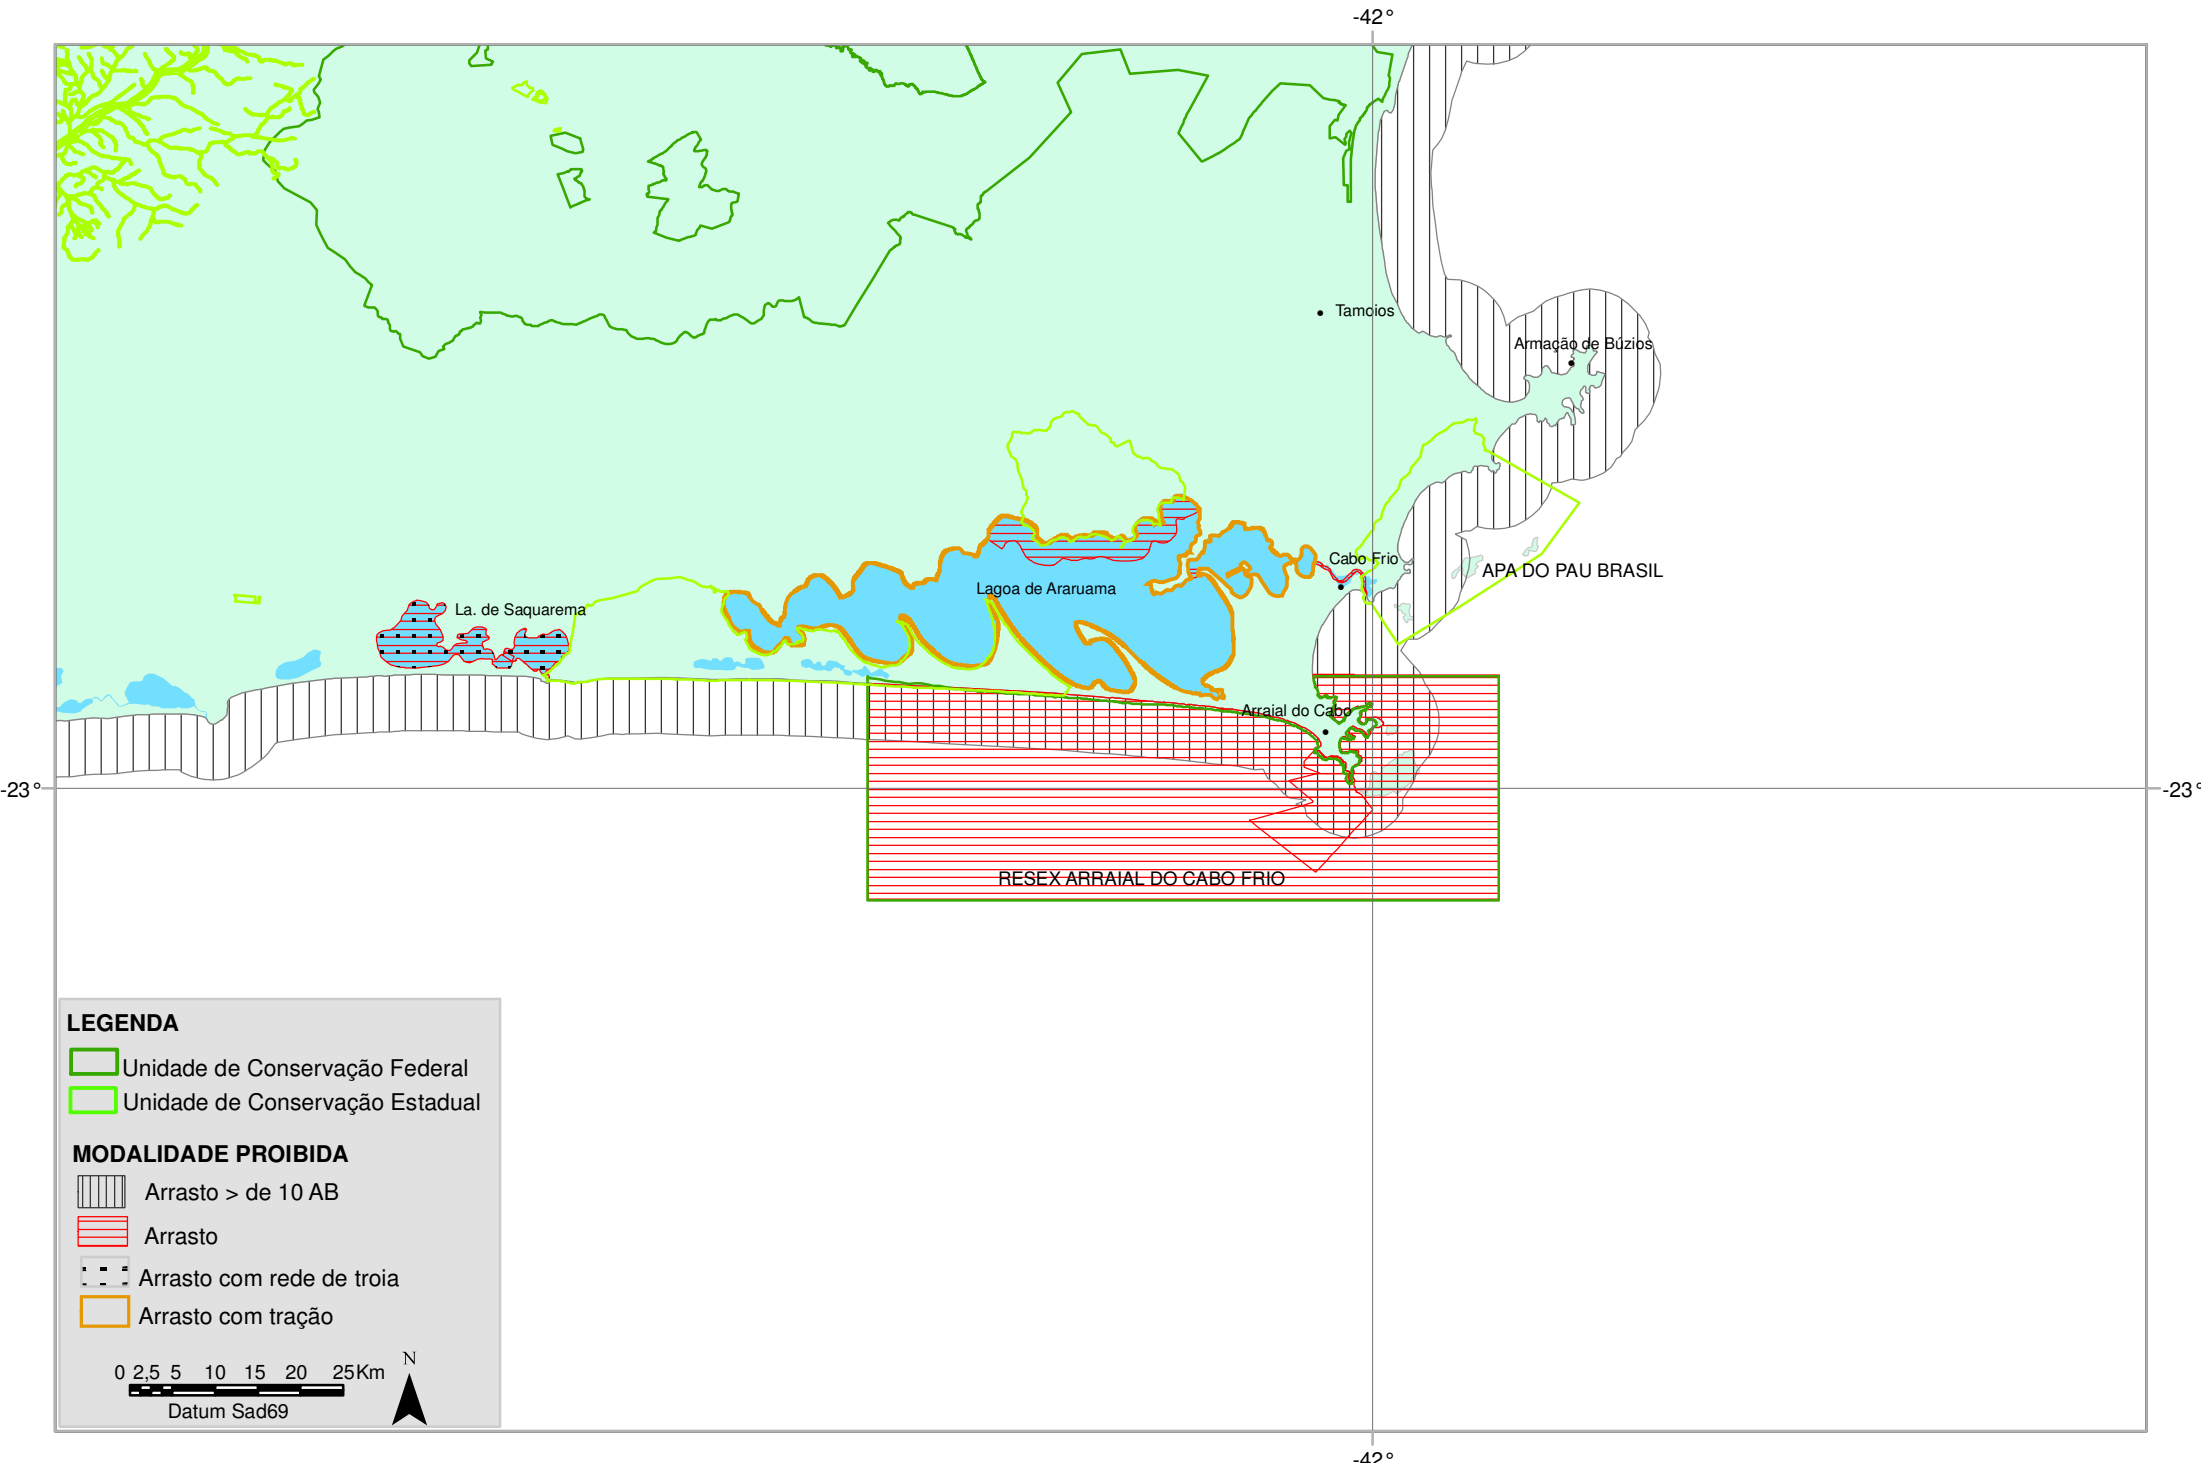 -42°
Tamoios
Armação de Búzios
Cabo Frio
APA DO PAU BRASIL
Lagoa de Araruama
La. de Saquarema
Arraial do Cabo
-23°
-23°
RESEX ARRAIAL DO CABO FRIO
LEGENDA
Unidade de Conservação Federal
Unidade de Conservação Estadual
MODALIDADE PROIBIDA
Arrasto > de 10 AB
Arrasto
Arrasto com rede de troia
Arrasto com tração
N
0 2,5 5 10 15 20 25Km
Datum Sad69
-42°